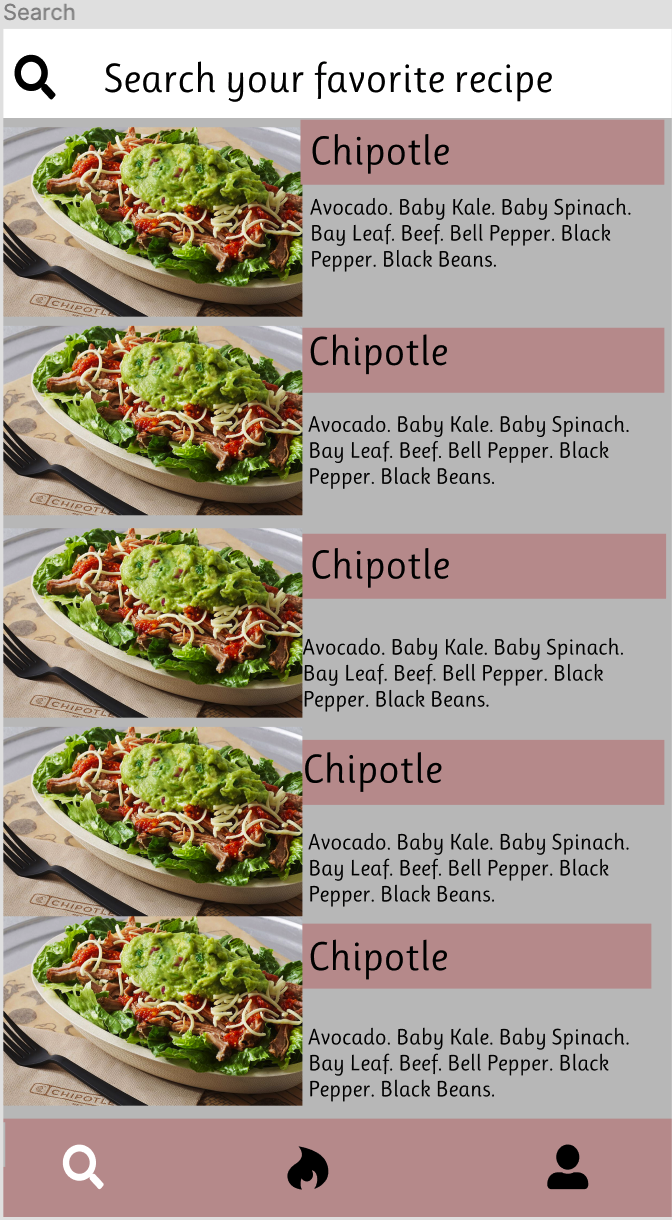 Search
Search your favorite recipe
Chipotle
Avocado. Baby Kale. Baby Spinach.
Bay Leaf. Beef. Bell Pepper. Black
Pepper. Black Beans.
CHIPOTLE
Chipotle
Avocado. Baby Kale. Baby Spinach.
Bay Leaf. Beef. Bell Pepper. Black
Pepper. Black Beans.
CHIPOTLE
Chipotle
Avocado. Baby Kale. Baby Spinach.
Bay Leaf. Beef. Bell Pepper. Black
Pepper. Black Beans.
CHIPOTLE
Chipotle
Avocado. Baby Kale. Baby Spinach.
Bay Leaf. Beef. Bell Pepper. Black
Pepper. Black Beans.
CHIPOTLE
Chipotle
Avocado. Baby Kale. Baby Spinach.
Bay Leaf. Beef. Bell Pepper. Black
Pepper. Black Beans.
CHIPOTLE